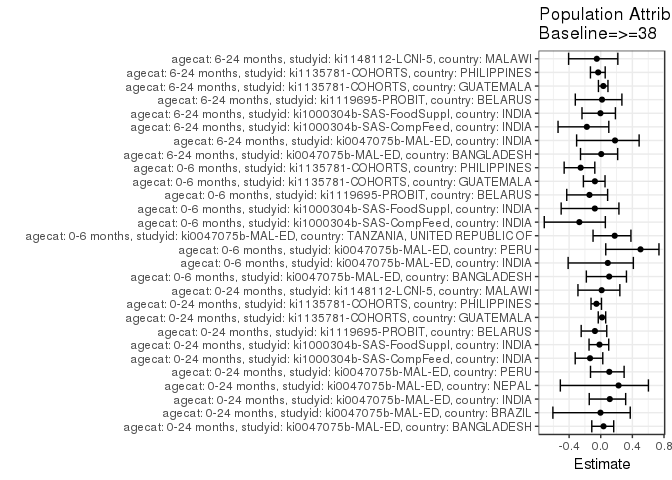 Population Attrib
Baseline=>=38
agecat: 6-24 months, studyid: ki1148112-LCNI-5, country: MALAWI
agecat: 6-24 months, studyid: ki1135781-COHORTS, country: PHILIPPINES
agecat: 6-24 months, studyid: ki1135781-COHORTS, country: GUATEMALA
agecat: 6-24 months, studyid: ki1119695-PROBIT, country: BELARUS
agecat: 6-24 months, studyid: ki1000304b-SAS-FoodSuppl, country: INDIA
agecat: 6-24 months, studyid: ki1000304b-SAS-CompFeed, country: INDIA
agecat: 6-24 months, studyid: ki0047075b-MAL-ED, country: INDIA
agecat: 6-24 months, studyid: ki0047075b-MAL-ED, country: BANGLADESH
agecat: 0-6 months, studyid: ki1135781-COHORTS, country: PHILIPPINES
agecat: 0-6 months, studyid: ki1135781-COHORTS, country: GUATEMALA
agecat: 0-6 months, studyid: ki1119695-PROBIT, country: BELARUS
agecat: 0-6 months, studyid: ki1000304b-SAS-FoodSuppl, country: INDIA
agecat: 0-6 months, studyid: ki1000304b-SAS-CompFeed, country: INDIA
agecat: 0-6 months, studyid: ki0047075b-MAL-ED, country: TANZANIA, UNITED REPUBLIC OF
agecat: 0-6 months, studyid: ki0047075b-MAL-ED, country: PERU
agecat: 0-6 months, studyid: ki0047075b-MAL-ED, country: INDIA
agecat: 0-6 months, studyid: ki0047075b-MAL-ED, country: BANGLADESH
agecat: 0-24 months, studyid: ki1148112-LCNI-5, country: MALAWI
agecat: 0-24 months, studyid: ki1135781-COHORTS, country: PHILIPPINES
agecat: 0-24 months, studyid: ki1135781-COHORTS, country: GUATEMALA
agecat: 0-24 months, studyid: ki1119695-PROBIT, country: BELARUS
agecat: 0-24 months, studyid: ki1000304b-SAS-FoodSuppl, country: INDIA
agecat: 0-24 months, studyid: ki1000304b-SAS-CompFeed, country: INDIA
agecat: 0-24 months, studyid: ki0047075b-MAL-ED, country: PERU
agecat: 0-24 months, studyid: ki0047075b-MAL-ED, country: NEPAL
agecat: 0-24 months, studyid: ki0047075b-MAL-ED, country: INDIA
agecat: 0-24 months, studyid: ki0047075b-MAL-ED, country: BRAZIL
agecat: 0-24 months, studyid: ki0047075b-MAL-ED, country: BANGLADESH
-0.4 0.0 0.4 0.8
Estimate